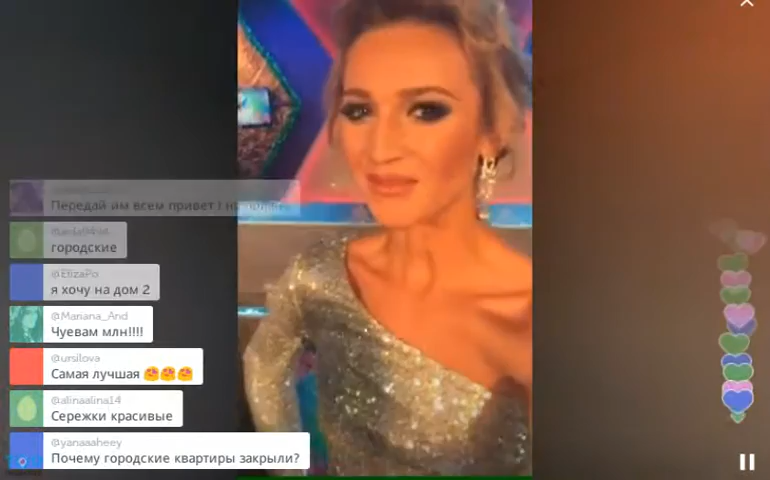 Передай им всем привет
городские
@ElizaPo
я хочу на дом 2
@Mariana_And
Чуевам млн!!!!
@ursilova
Самая лучшая 😍😍😍
@alinaalina14
Сережки красивые
@yanaaaheey
Почему городские квартиры закрыли?